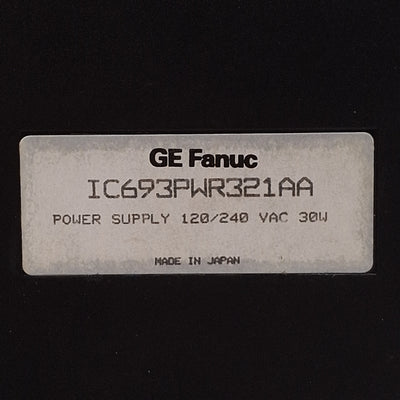 GE Fanuc
IC693PWR321AA
POWER SUPPLY 120/240 VAC 30W
MADE IN JAPAN